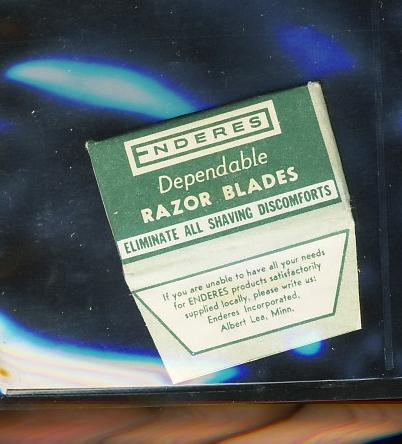 ENDERES
Dependable
RAZOR BLADES
ELIMINATE ALL SHAVING DISCOMFORTS
If you are unable to have all your needs
for ENDERES products satisfactorily
supplied locally, please write us:
Enderes Incorporated,
Albert Lea, Minn.